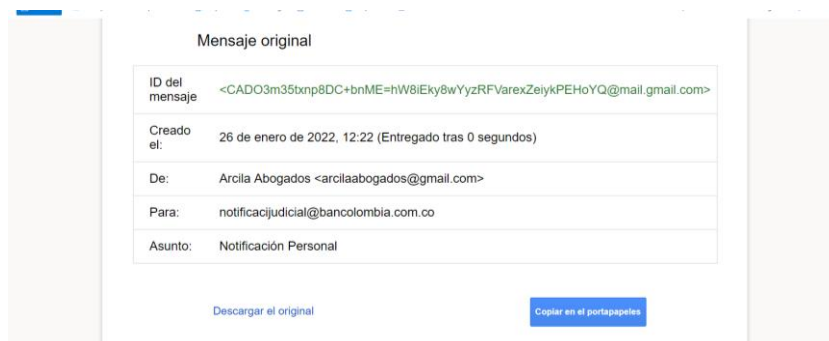 Mensaje original
ID del
mensaje
<CADO3m35txnp8DC+bnME=hW8iEky8wYyzRFVarexZeiykPEHoYQ@mail.gmail.com>
Creado
el:
26 de enero de 2022, 12:22 (Entregado tras 0 segundos)
De:
Arcila Abogados <arcilaabogados@gmail.com>
Para:
notificacijudicial@bancolombia.com.co
Asunto:
Notificación Personal
Descargar el original
Copiar en el portapapeles